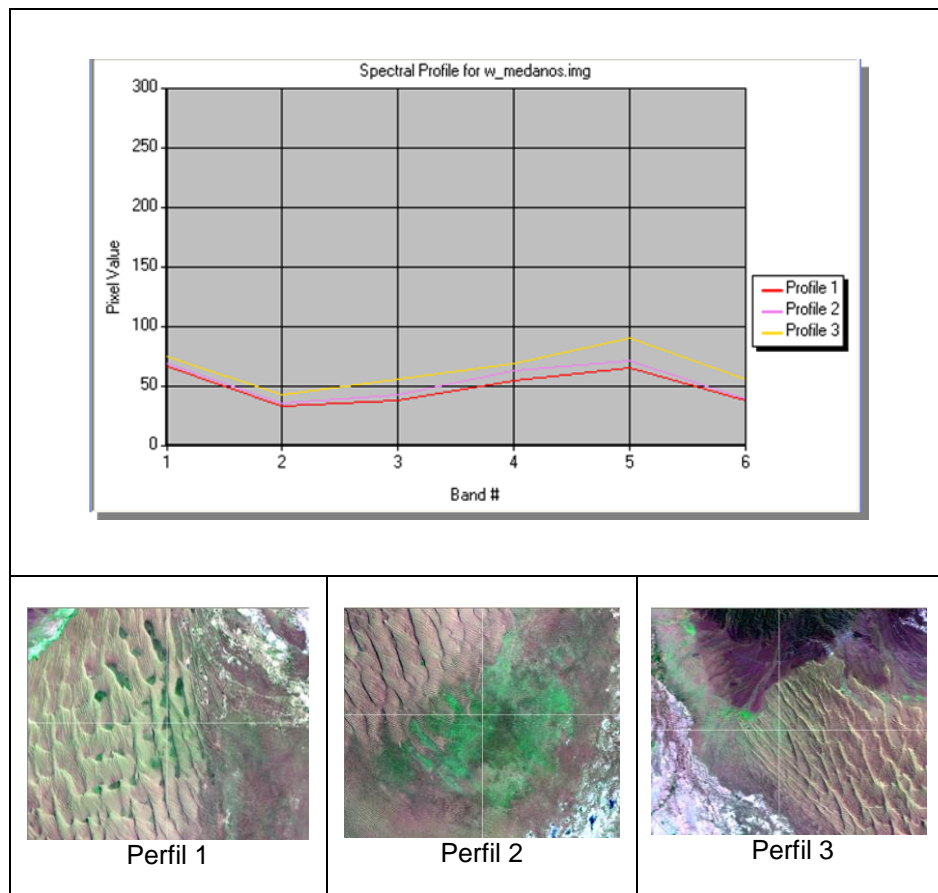 Spectral Profile for w_medanos.img
300
250
200
150
100
50
0
Pixel Value
1 2 3 4 5 6
Band #
Profile 1
Profile 2
Profile 3
Perfil 1
Perfil 2
Perfil 3